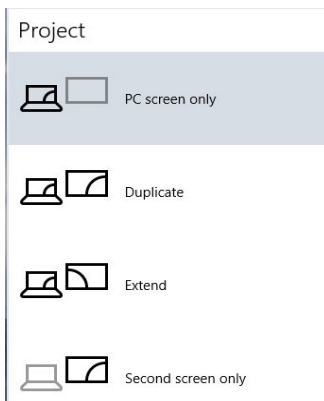 Project
PC screen only
Duplicate
Extend
Second screen only